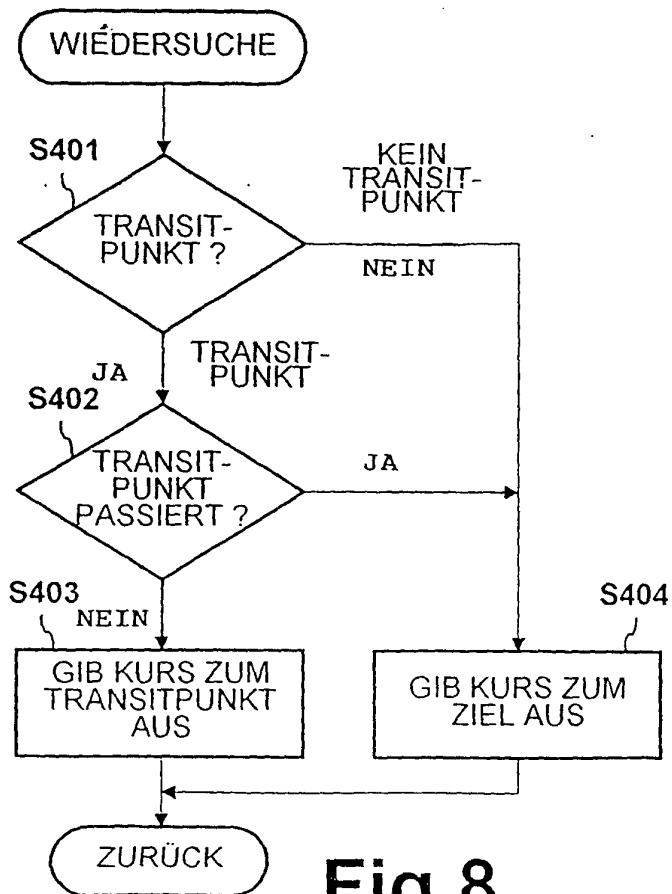 WIEDERSUCHE
S401
KEIN
TRANSIT-
PUNKT
TRANSIT-
PUNKT ?
NEIN
JA
TRANSIT-
PUNKT
S402
TRANSIT-
PUNKT
PASSIERT ?
JA
S403
NEIN
S404
GIB KURS ZUM
TRANSITPUNKT
AUS
GIB KURS ZUM
ZIEL AUS
ZURÜCK
Fig.8